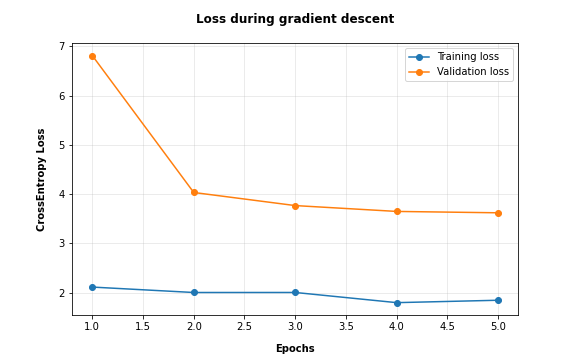 Loss during gradient descent
Training loss
Validation loss
CrossEntropy Loss
7
6
5
4
3
2
1.0 1.5 2.0 2.5 3.0 3.5 4.0 4.5 5.0
Epochs